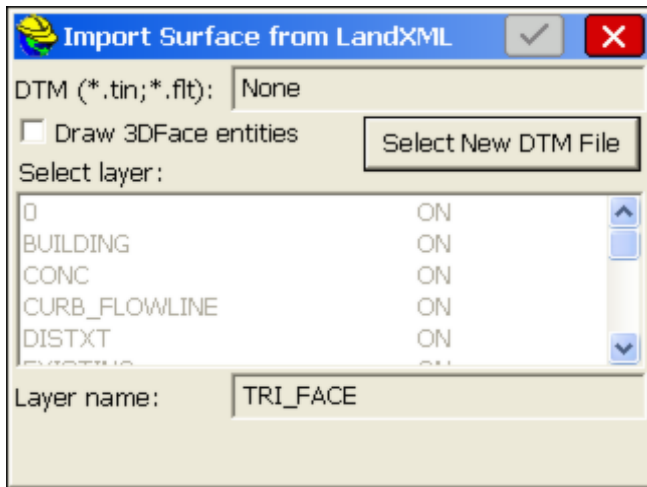 Import Surface from LandXML
DTM (*.tin;*.flt): None
Draw 3DFace entities
Select New DTM File
Select layer:
0 ON
BUILDING ON
CONC ON
CURB_FLOWLINE ON
DISTXT ON
Layer name: TRI_FACE